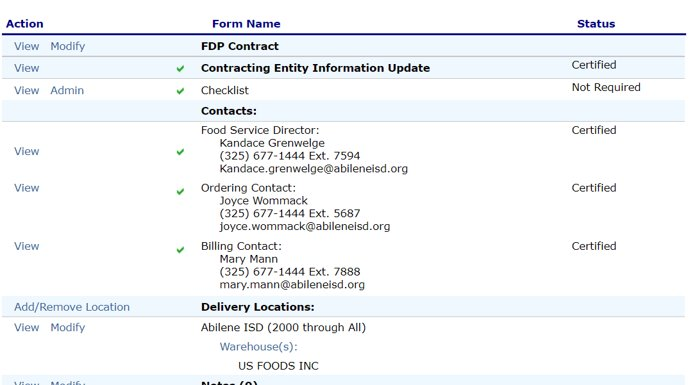 Action Form Name Status
View Modify FDP Contract
View Contracting Entity Information Update Certified
View Admin Checklist Not Required
Contacts:
Food Service Director: Certified
Kandace Grenwelge
View (325) 677-1444 Ext. 7594
Kandace.grenwelge@abileneisd.org
View Ordering Contact: Certified
Joyce Wommack
(325) 677-1444 Ext. 5687
joyce.wommack@abileneisd.org
View Billing Contact: Certified
Mary Mann
(325) 677-1444 Ext. 7888
mary.mann@abileneisd.org
Add/Remove Location Delivery Locations:
View Modify Abilene ISD (2000 through All)
Warehouse(s):
US FOODS INC
View Modify Notes (0)